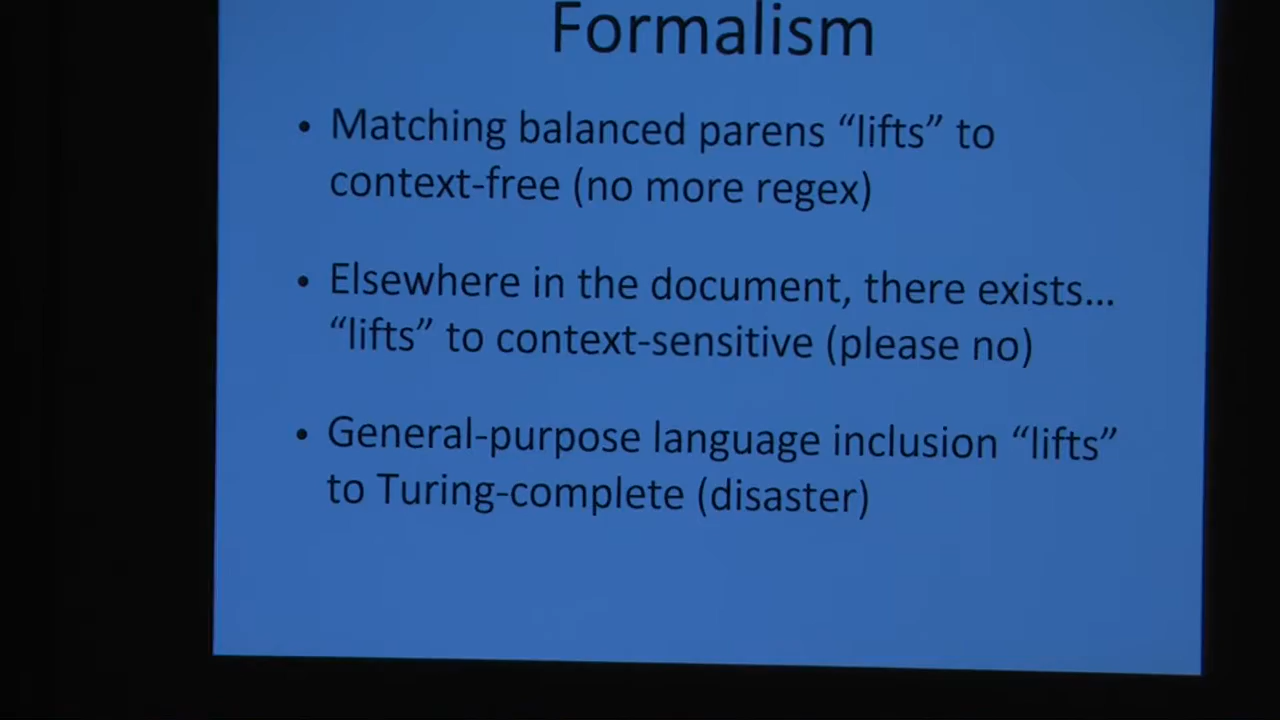 Formalism
• Matching balanced parens “lifts” to
context-free (no more regex)
• Elsewhere in the document, there exists...
“lifts” to context-sensitive (please no)
• General-purpose language inclusion “lifts”
to Turing-complete (disaster)